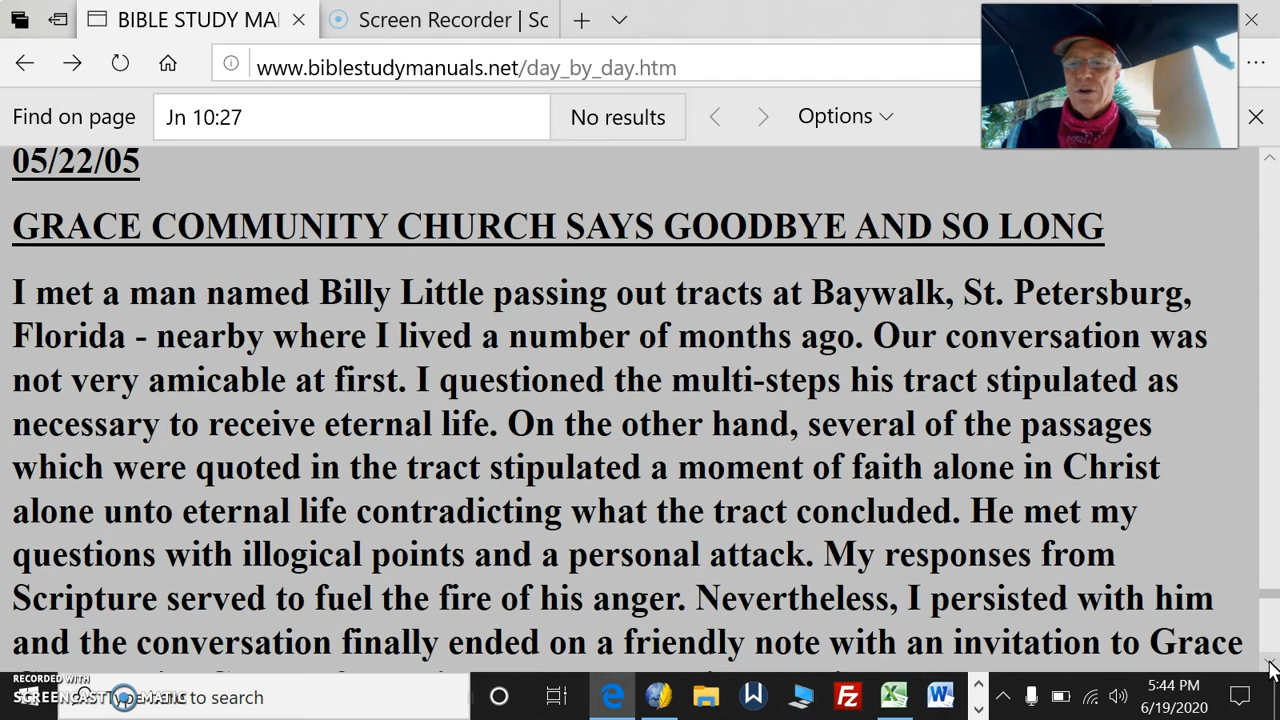 BIBLE STUDY MA
Screen Recorder | Sc
www.biblestudymanuals.net/day_by_day.htm
Find on page
Jn 10:27
No results
Options
05/22/05
GRACE COMMUNITY CHURCH SAYS GOODBYE AND SO LONG
I met a man named Billy Little passing out tracts at Baywalk, St. Petersburg,
Florida - nearby where I lived a number of months ago. Our conversation was
not very amicable at first. I questioned the multi-steps his tract stipulated as
necessary to receive eternal life. On the other hand, several of the passages
which were quoted in the tract stipulated a moment of faith alone in Christ
alone unto eternal life contradicting what the tract concluded. He met my
questions with illogical points and a personal attack. My responses from
Scripture served to fuel the fire of his anger. Nevertheless, I persisted with him
and the conversation finally ended on a friendly note with an invitation to Grace
RECORDED WITH
SCREENCAST MATIC
to search
5:44 PM
6/19/2020